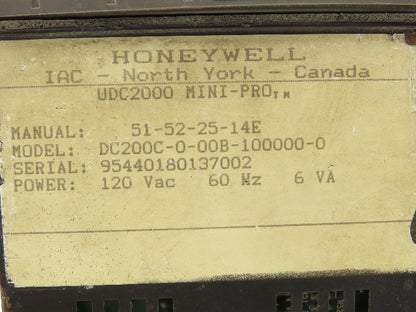 HONEYWELL
IAC - North York - Canada
UDC2000 MINI-PRO™
MANUAL: 51-52-25-14E
MODEL: DC200C-0-00B-100000-0
SERIAL: 95440180137002
POWER: 120 Vac 60 Hz 6 VA